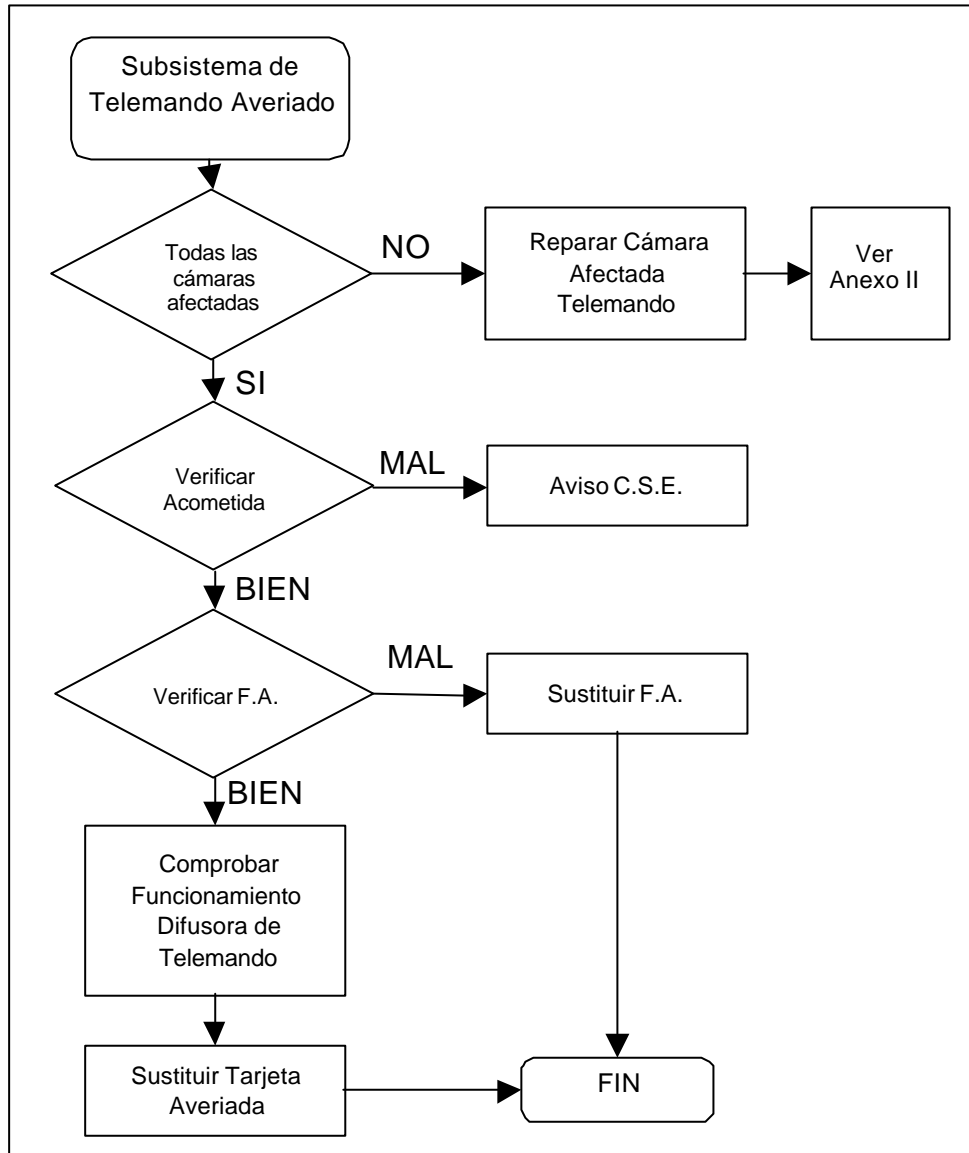 Subsistema de
Telemando Averiado
Todas las
cámaras
afectadas
NO
Reparar Cámara
Afectada
Telemando
Ver
Anexo II
SI
Verificar
Acometida
MAL
Aviso C.S.E.
BIEN
Verificar F.A.
MAL
Sustituir F.A.
BIEN
Comprobar
Funcionamiento
Difusora de
Telemando
Sustituir Tarjeta
Averiada
FIN